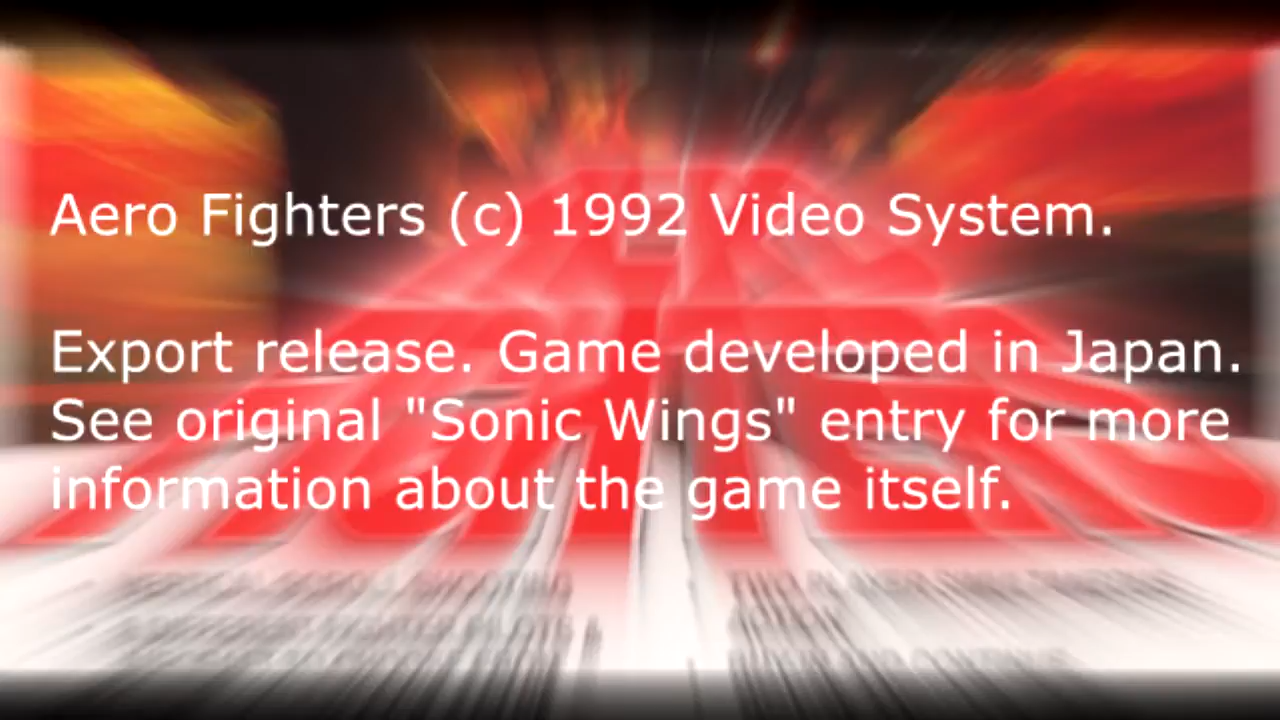 Aero Fighters (c) 1992 Video System.
Export release. Game developed in Japan.
See original "Sonic Wings" entry for more
information about the game itself.